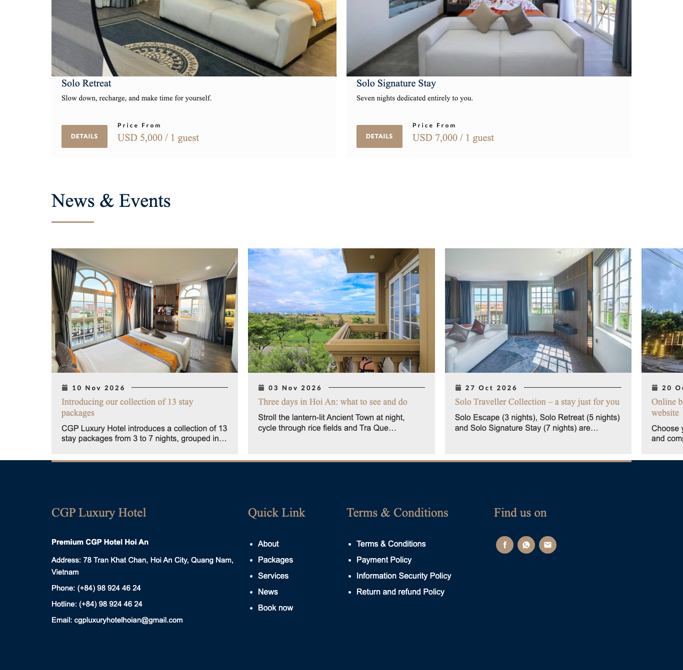 Solo Retreat
Slow down, recharge, and make time for yourself.
DETAILS
Price From
USD 5,000 / 1 guest
Solo Signature Stay
Seven nights dedicated entirely to you.
DETAILS
Price From
USD 7,000 / 1 guest
News & Events
10 Nov 2026
Introducing our collection of 13 stay
packages
CGP Luxury Hotel introduces a collection of 13
stay packages from 3 to 7 nights, grouped in…
03 Nov 2026
Three days in Hoi An: what to see and do
Stroll the lantern-lit Ancient Town at night,
cycle through rice fields and Tra Que…
27 Oct 2026
Solo Traveller Collection – a stay just for you
Solo Escape (3 nights), Solo Retreat (5 nights)
and Solo Signature Stay (7 nights) are…
20
Online
website
Choose
and
CGP Luxury Hotel
Premium CGP Hotel Hoi An
Address: 78 Tran Khat Chan, Hoi An City, Quang Nam,
Vietnam
Phone: (+84) 98 924 46 24
Hotline: (+84) 98 924 46 24
Email: cgpluxuryhotelhoian@gmail.com
Quick Link
About
Packages
Services
News
Book now
Terms & Conditions
Terms & Conditions
Payment Policy
Information Security Policy
Return and refund Policy
Find us on